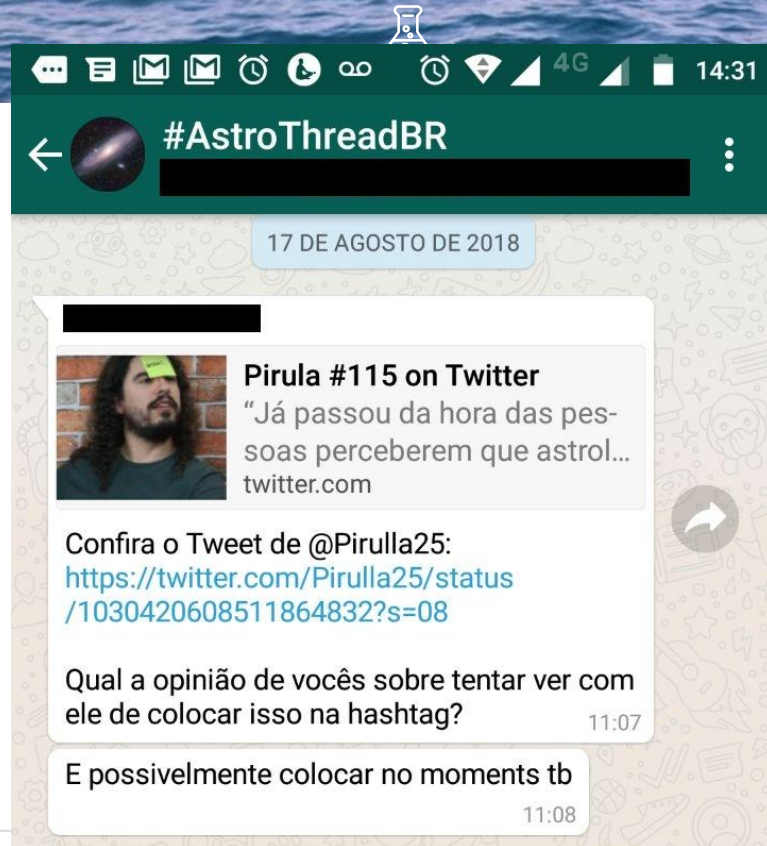 4G 14:31
#AstroThreadBR
17 DE AGOSTO DE 2018
Pirula #115 on Twitter
“Já passou da hora das pes-
soas perceberem que astrol...
twitter.com
Confira o Tweet de @Pirulla25:
https://twitter.com/Pirulla25/status
/1030420608511864832?s=08
Qual a opinião de vocês sobre tentar ver com
ele de colocar isso na hashtag?
11:07
E possivelmente colocar no moments tb
11:08